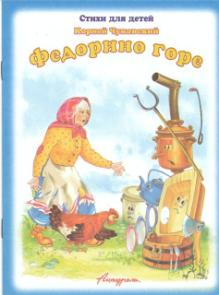 Стихи для детей
Корней Чуковский
Федорино горе